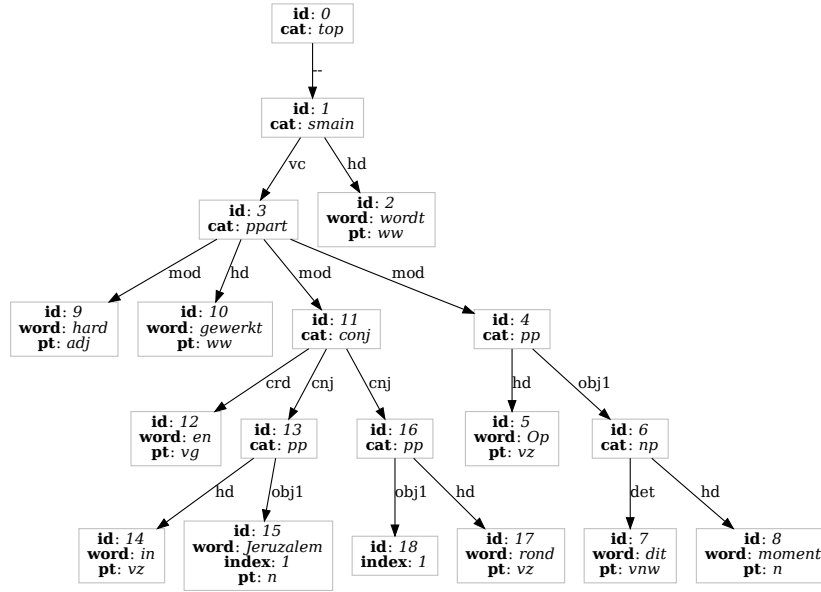 id: 0
cat: top
--
id: 1
cat: smain
vc
hd
id: 3
cat: ppart
id: 2
word: wordt
pt: ww
mod
hd
mod
mod
id: 9
word: hard
pt: adj
id: 10
word: gewerkt
pt: ww
id: 11
cat: conj
id: 4
cat: pp
crd
cnj
cnj
hd
obj1
id: 12
word: en
pt: vg
id: 13
cat: pp
id: 16
cat: pp
id: 5
word: Op
pt: vz
id: 6
cat: np
hd
obj1
obj1
hd
det
hd
id: 14
word: in
pt: vz
id: 15
word: Jeruzalem
index: 1
pt: n
id: 18
index: 1
id: 17
word: rond
pt: vz
id: 7
word: dit
pt: vnw
id: 8
word: moment
pt: n